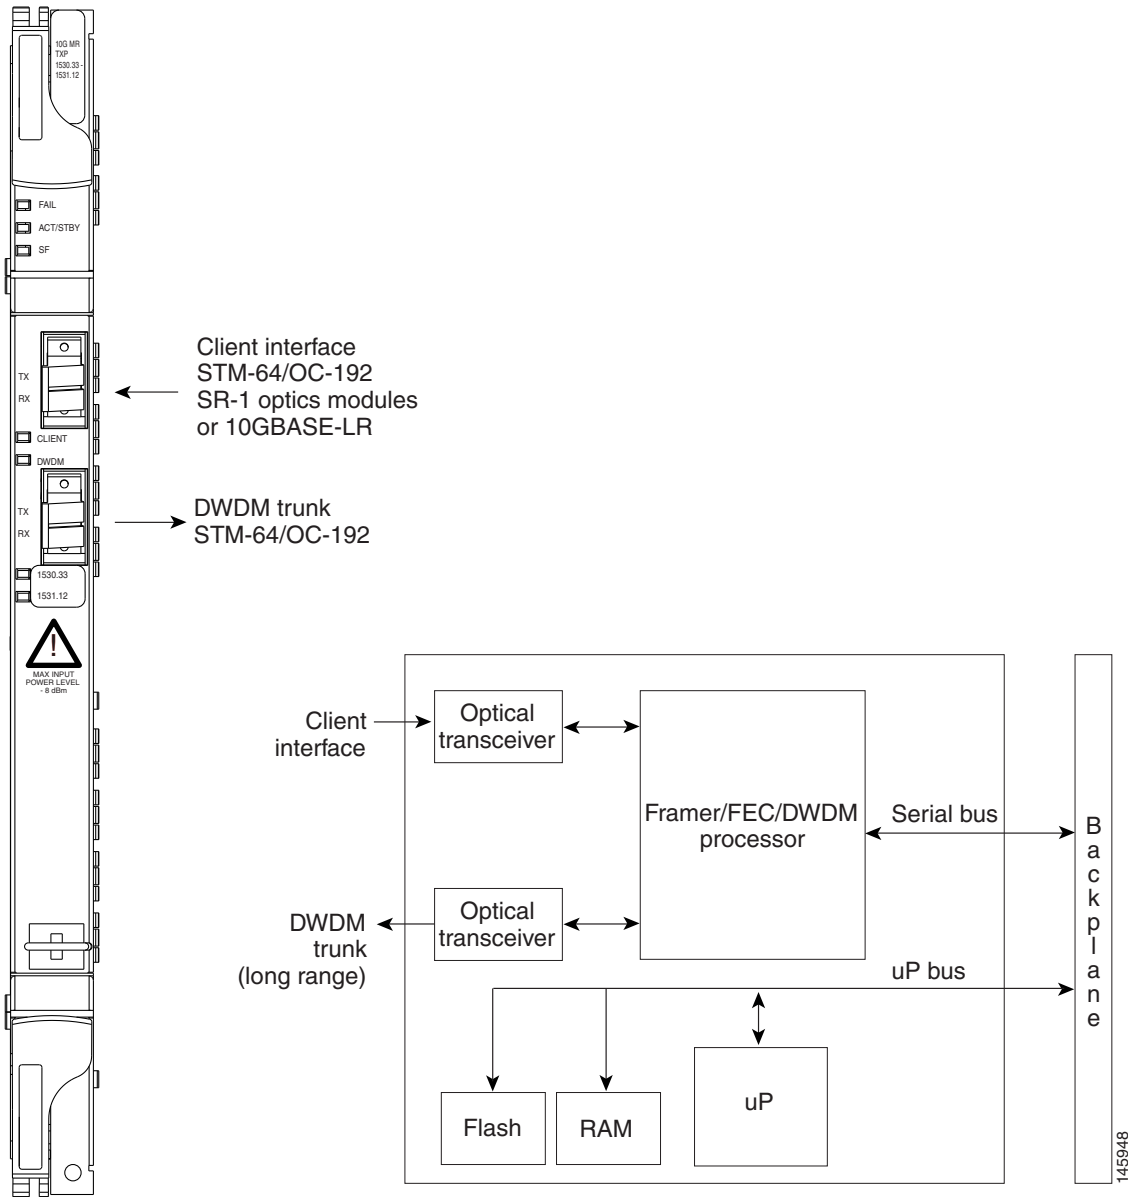 10G MR
TXP
1530.33 -
1531.12
FAIL
ACT/STBY
SF
TX
RX
CLIENT
DWDM
TX
RX
1530.33
1531.12
!
MAX INPUT
POWER LEVEL
- 8 dBm
Client interface
STM-64/OC-192
SR-1 optics modules
or 10GBASE-LR
DWDM trunk
STM-64/OC-192
Client
interface
Optical
transceiver
Framer/FEC/DWDM
processor
Serial bus
DWDM
trunk
(long range)
Optical
transceiver
uP bus
Flash
RAM
uP
B
a
c
k
p
l
a
n
e
145948